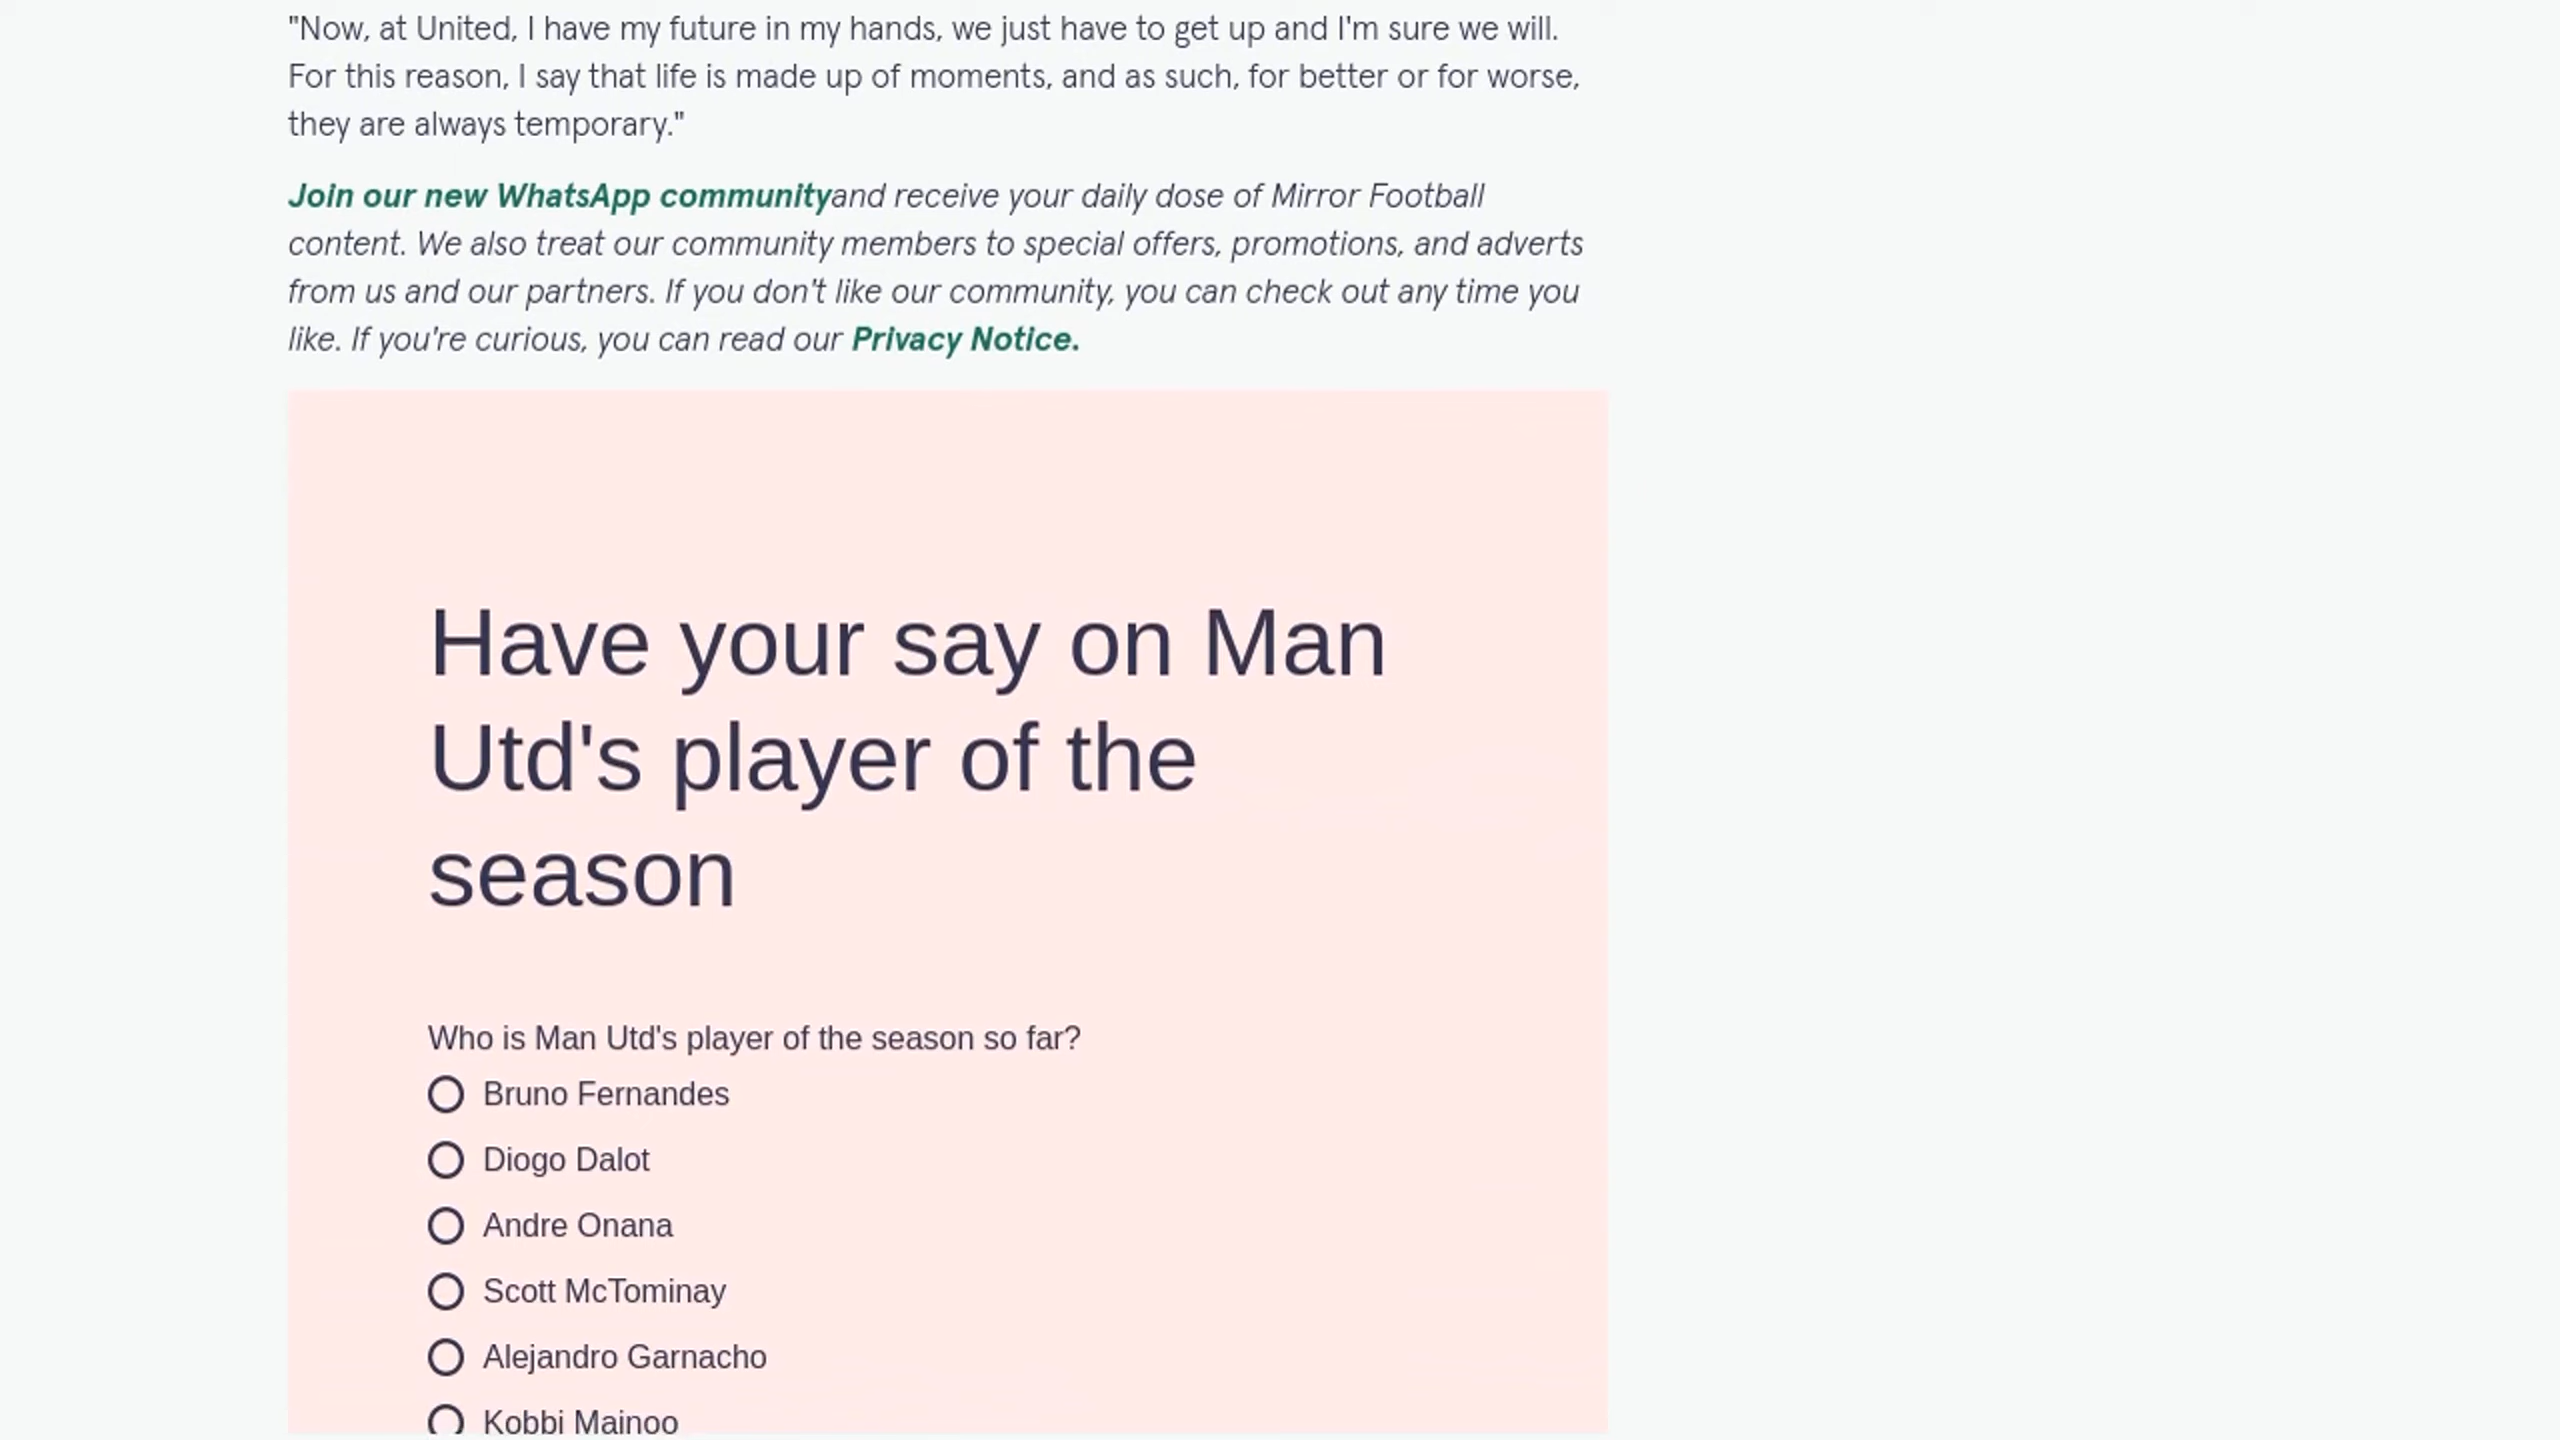 "Now, at United, I have my future in my hands, we just have to get up and I'm sure we will.
For this reason, I say that life is made up of moments, and as such, for better or for worse,
they are always temporary."
Join our new WhatsApp communityand receive your daily dose of Mirror Football
content. We also treat our community members to special offers, promotions, and adverts
from us and our partners. If you don't like our community, you can check out any time you
like. If you're curious, you can read our Privacy Notice.
Have your say on Man
Utd's player of the
season
Who is Man Utd's player of the season so far?
Bruno Fernandes
Diogo Dalot
Andre Onana
Scott McTominay
Alejandro Garnacho
Kobbi Mainoo